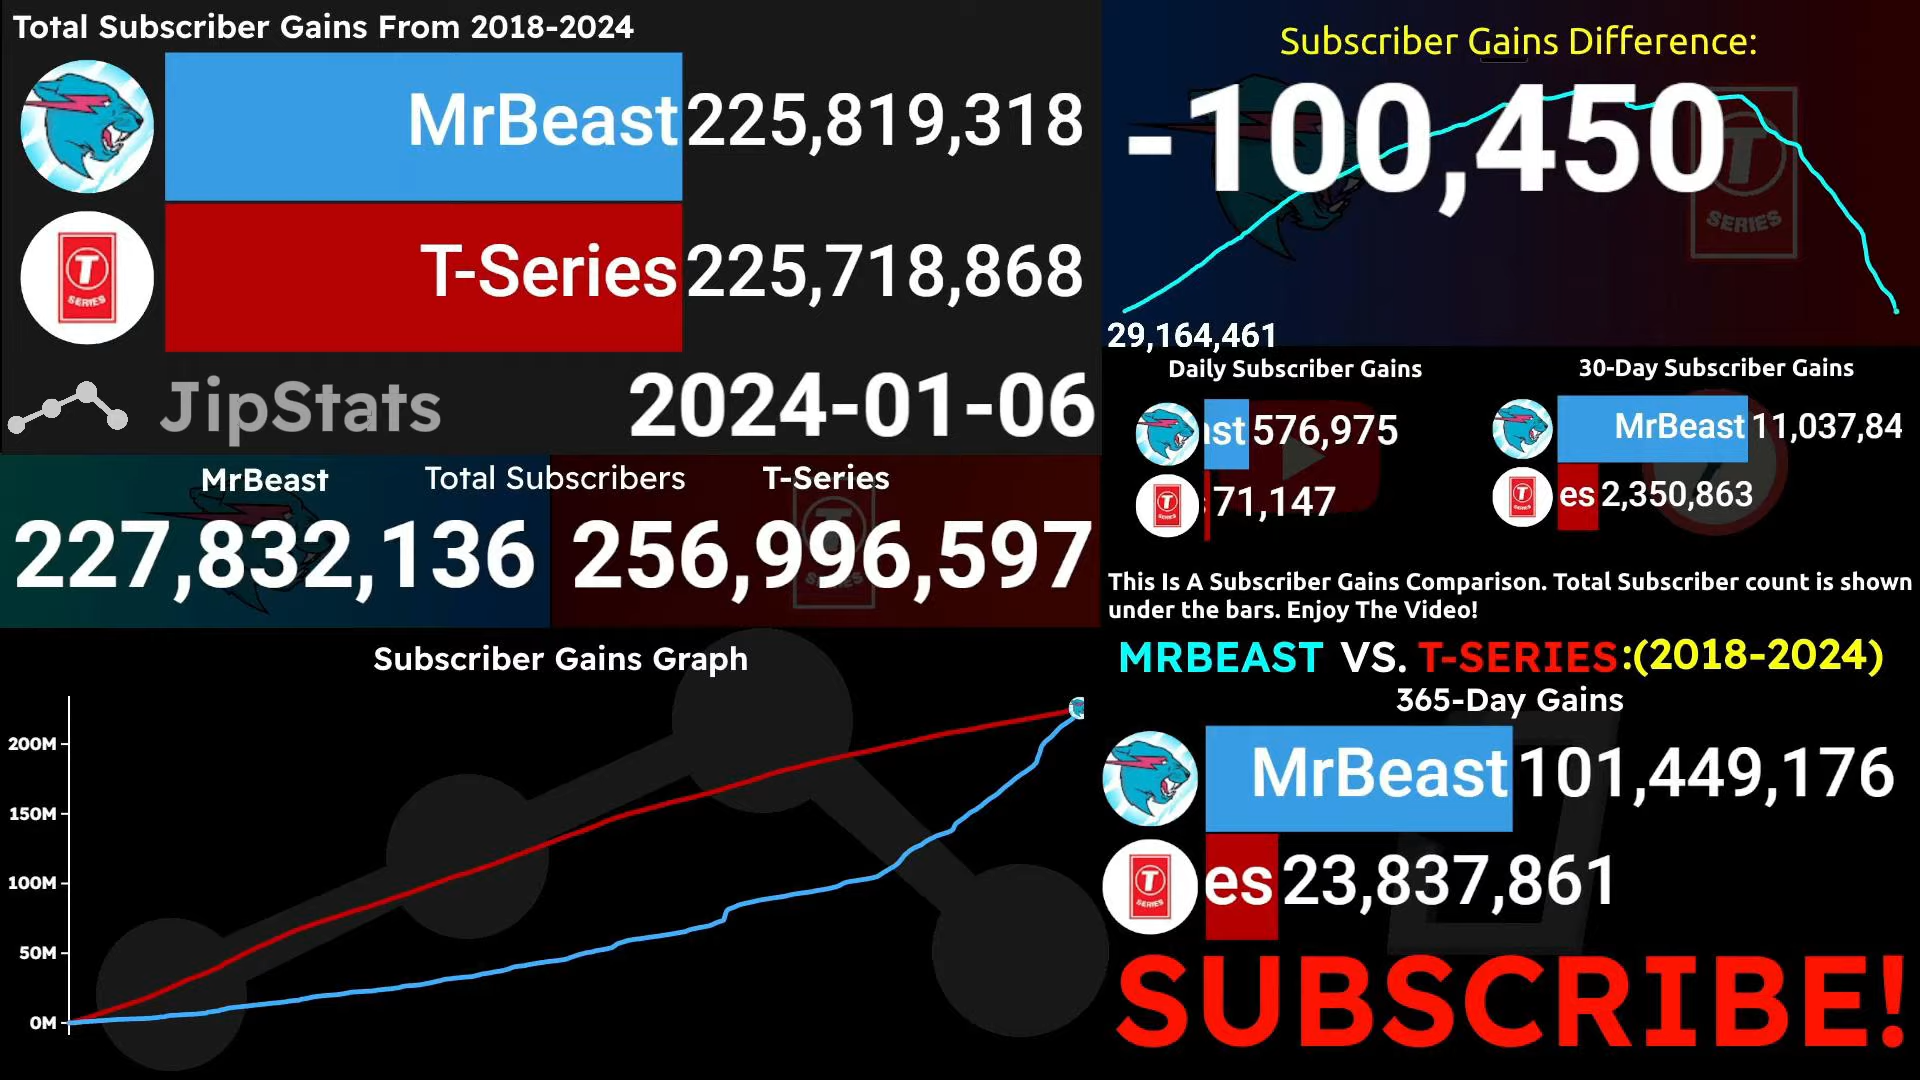 Total Subscriber Gains From 2018-2024
MrBeast 225,819,318
T-Series 225,718,868
JipStats 2024-01-06
MrBeast Total Subscribers T-Series
227,832,136 256,996,597
Subscriber Gains Graph
200M
150M
100M
50M
0M
Subscriber Gains Difference:
-100,450
T
SERIES
29,164,461
Daily Subscriber Gains
ast 576,975
71,147
30-Day Subscriber Gains
MrBeast 11,037,84
es 2,350,863
This Is A Subscriber Gains Comparison. Total Subscriber count is shown
under the bars. Enjoy The Video!
MRBEAST VS. T-SERIES:(2018-2024)
365-Day Gains
MrBeast 101,449,176
es 23,837,861
SUBSCRIBE!